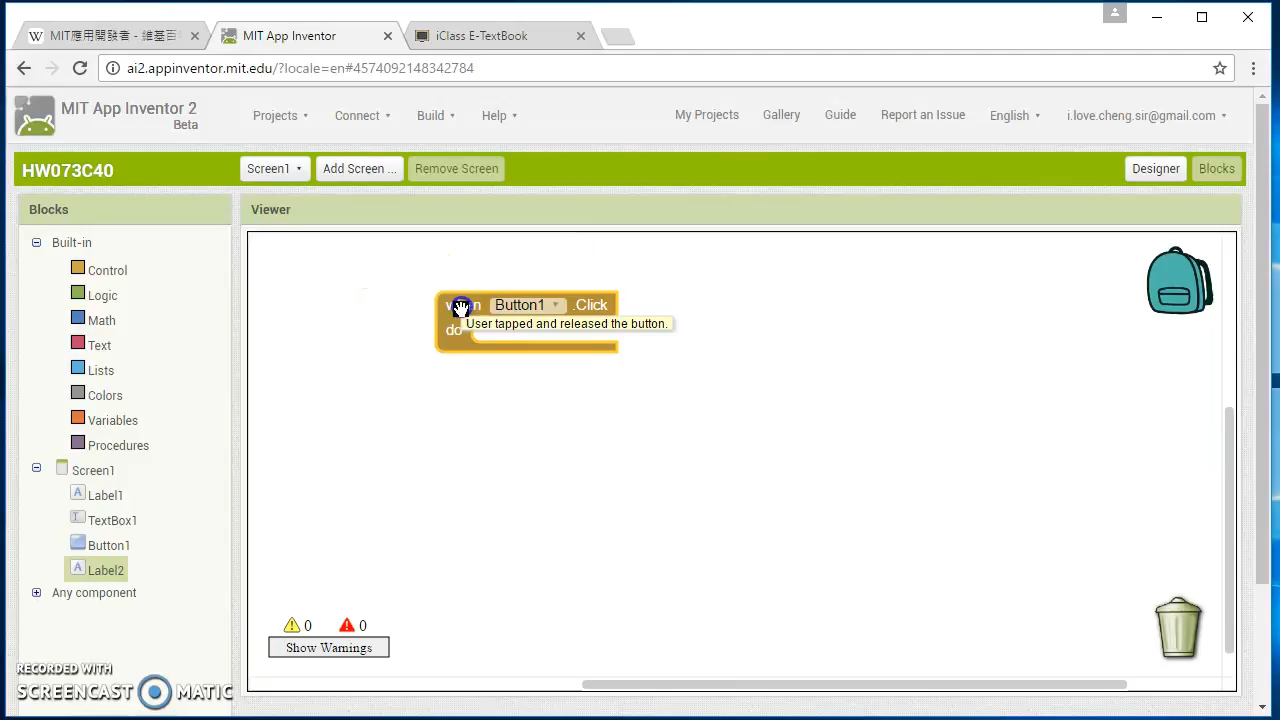 MIT應用開發者 - 維基百
MIT App Inventor
iClass E-TextBook
ai2.appinventor.mit.edu/?locale=en#4574092148342784
MIT App Inventor 2
Beta
Projects
Connect
Build
Help
My Projects
Gallery
Guide
Report an Issue
English
i.love.cheng.sir@gmail.com
HW073C40
Screen1
Add Screen ...
Remove Screen
Designer
Blocks
Blocks
Viewer
Built-in
Control
Logic
Math
Text
Lists
Colors
Variables
Procedures
Screen1
Label1
TextBox1
Button1
Label2
Any component
Button1 .Click
do
User tapped and released the button.
0
0
Show Warnings
RECORDED WITH
SCREENCAST MATIC